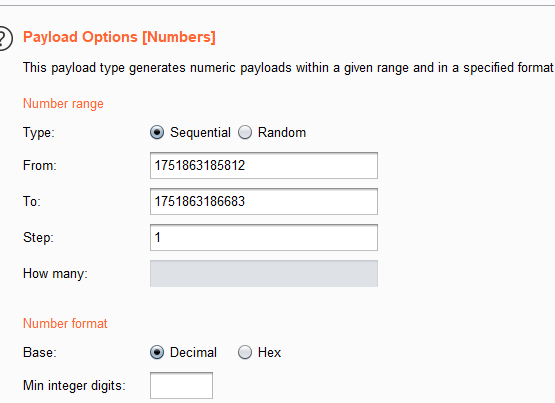 ?
Payload Options [Numbers]
This payload type generates numeric payloads within a given range and in a specified format
Number range
Type: Sequential Random
From: 1751863185812
To: 1751863186683
Step: 1
How many:
Number format
Base: Decimal Hex
Min integer digits: